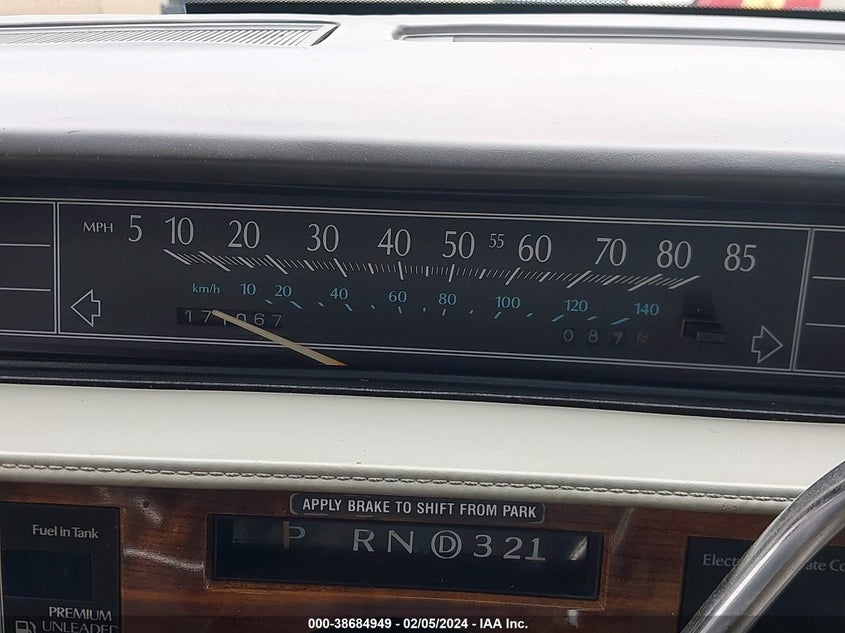 MPH 5 10 20 30 40 50 55 60 70 80 85
km/h 10 20 40 60 80 100 120 140
087
APPLY BRAKE TO SHIFT FROM PARK
P R N D 3 2 1
Fuel in Tank
PREMIUM
UNLEADED
000-38684949 - 02/05/2024 - IAA Inc.